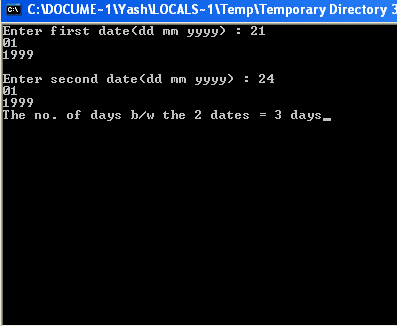 C:\DOCUME~1\Yash\LOCALS~1\Temp\Temporary Directory 3
Enter first date(dd mm yyyy) : 21
01
1999
Enter second date(dd mm yyyy) : 24
01
1999
The no. of days b/w the 2 dates = 3 days_